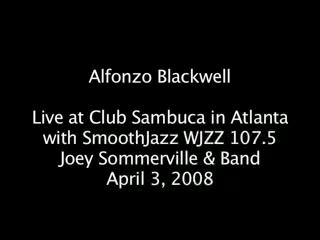 Alfonzo Blackwell
Live at Club Sambuca in Atlanta
with SmoothJazz WJZZ 107.5
Joey Sommerville & Band
April 3, 2008